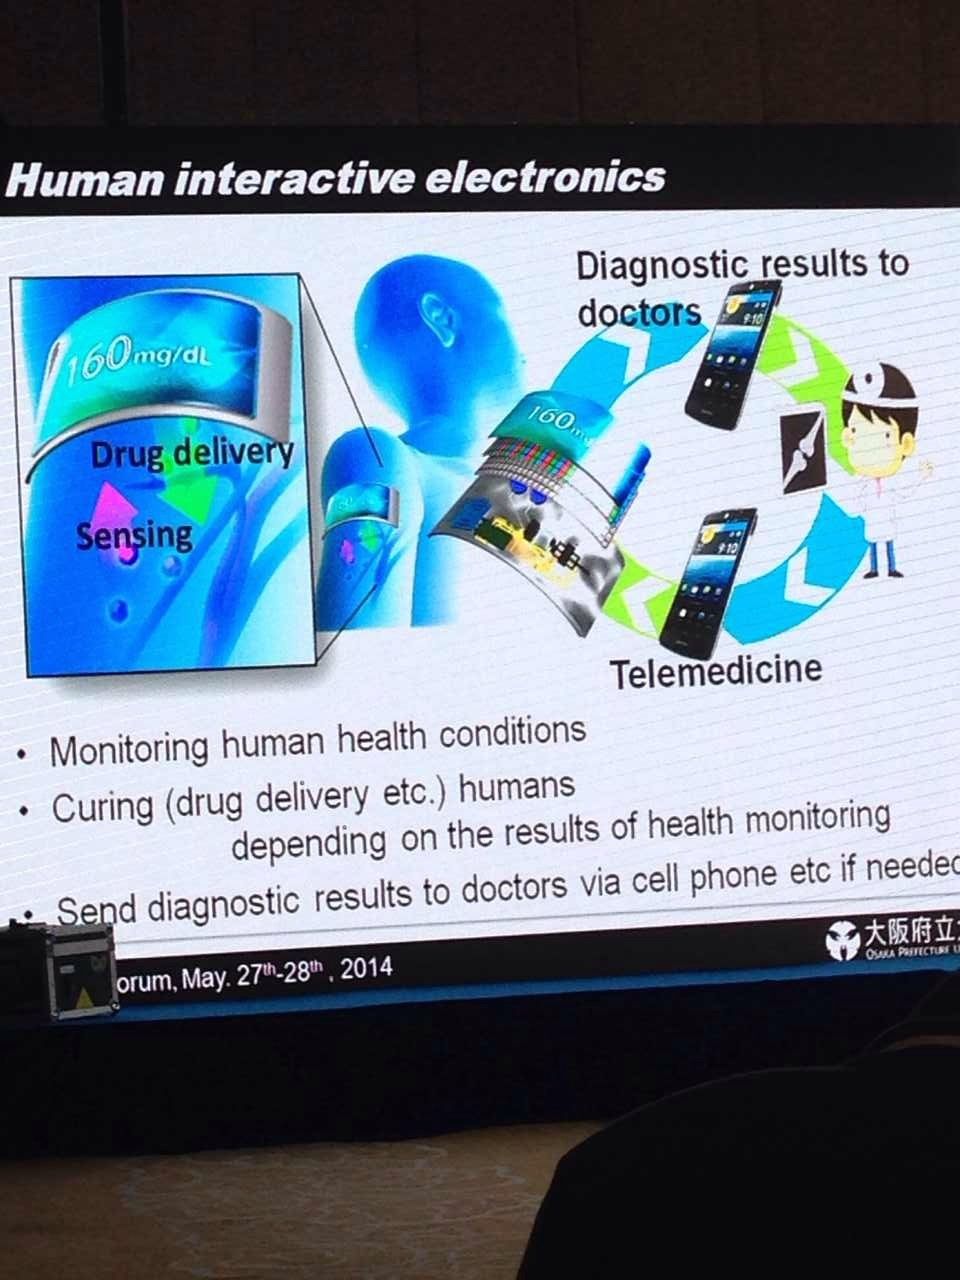 Human interactive electronics
Diagnostic results to
doctors
160mg/dL
Drug delivery
Sensing
160m
9:10
9:10
Telemedicine
• Monitoring human health conditions
• Curing (drug delivery etc.) humans
depending on the results of health monitoring
• Send diagnostic results to doctors via cell phone etc if needed
orum, May. 27th-28th , 2014
大阪府立
OSAKA PREFECTURE U